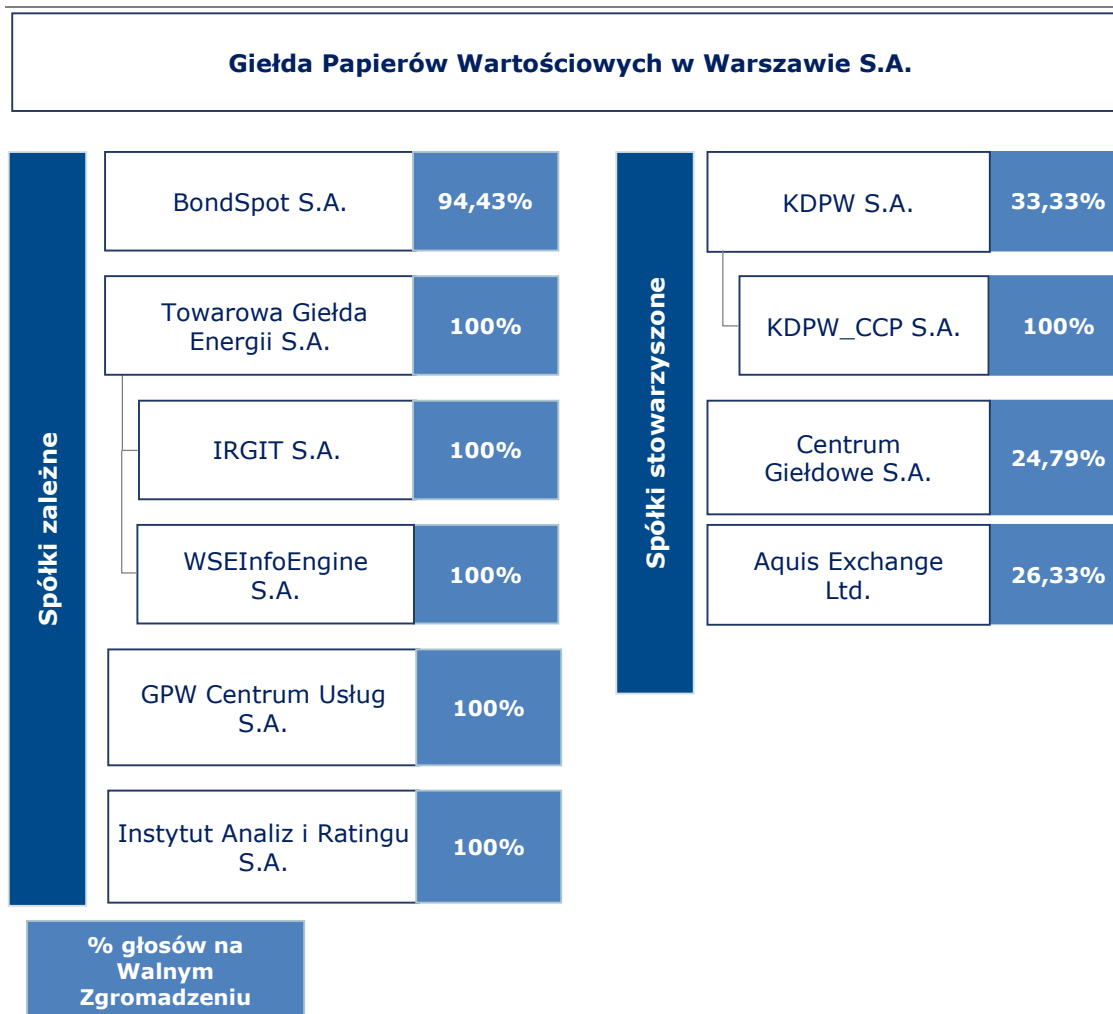 Giełda Papierów Wartościowych w Warszawie S.A.
Spółki zależne
BondSpot S.A.
94,43%
Towarowa Giełda
Energii S.A.
100%
IRGIT S.A.
100%
WSEInfoEngine
S.A.
100%
GPW Centrum Usług
S.A.
100%
Instytut Analiz i Ratingu
S.A.
100%
Spółki stowarzyszone
KDPW S.A.
33,33%
KDPW_CCP S.A.
100%
Centrum
Giełdowe S.A.
24,79%
Aquis Exchange
Ltd.
26,33%
% głosów na
Walnym
Zgromadzeniu